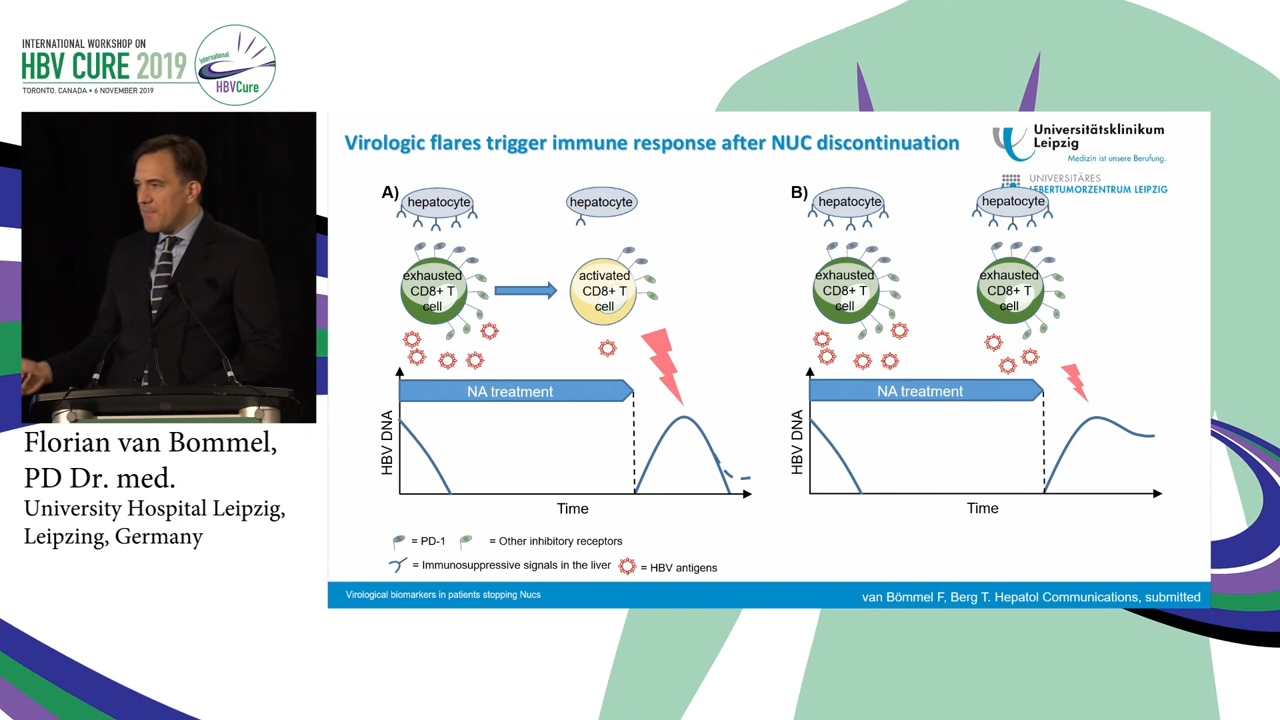 INTERNATIONAL WORKSHOP ON
HBV CURE 2019
TORONTO, CANADA • 6 NOVEMBER 2019
International
HBVCure
Florian van Bommel,
PD Dr. med.
University Hospital Leipzig,
Leipzing, Germany
Virologic flares trigger immune response after NUC discontinuation
Universitätsklinikum
Leipzig
Medizin ist unsere Berufung.
UNIVERSITÄRES
LEBERTUMORZENTRUM LEIPZIG
A)
hepatocyte
hepatocyte
exhausted
CD8+ T
cell
activated
CD8+ T
cell
NA treatment
HBV DNA
Time
B)
hepatocyte
hepatocyte
exhausted
CD8+ T
cell
exhausted
CD8+ T
cell
NA treatment
HBV DNA
Time
= PD-1
= Other inhibitory receptors
= Immunosuppressive signals in the liver
= HBV antigens
Virological biomarkers in patients stopping Nucs
van Bömmel F, Berg T. Hepatol Communications, submitted